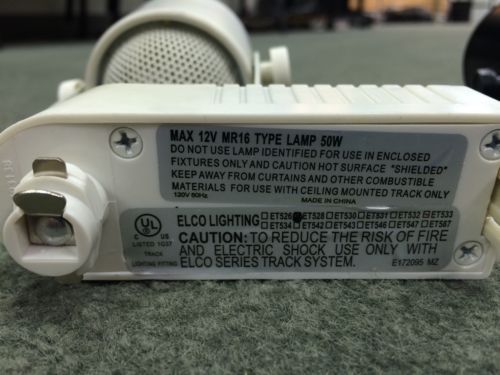 MAX 12V MR16 TYPE LAMP 50W
DO NOT USE LAMP IDENTIFIED FOR USE IN ENCLOSED
FIXTURES ONLY AND CAUTION HOT SURFACE "SHIELDED"
KEEP AWAY FROM CURTAINS AND OTHER COMBUSTIBLE
MATERIALS FOR USE WITH CEILING MOUNTED TRACK ONLY
120V 60Hz MADE IN CHINA
UL
C US
LISTED 1G37
TRACK
LIGHTING FITTING
ELCO LIGHTING
ET526 ET528 ET530 ET531 ET532 ET533
ET534 ET542 ET543 ET546 ET547 ET567
CAUTION: TO REDUCE THE RISK OF FIRE
AND ELECTRIC SHOCK USE ONLY WITH
ELCO SERIES TRACK SYSTEM.
E172095 MZ